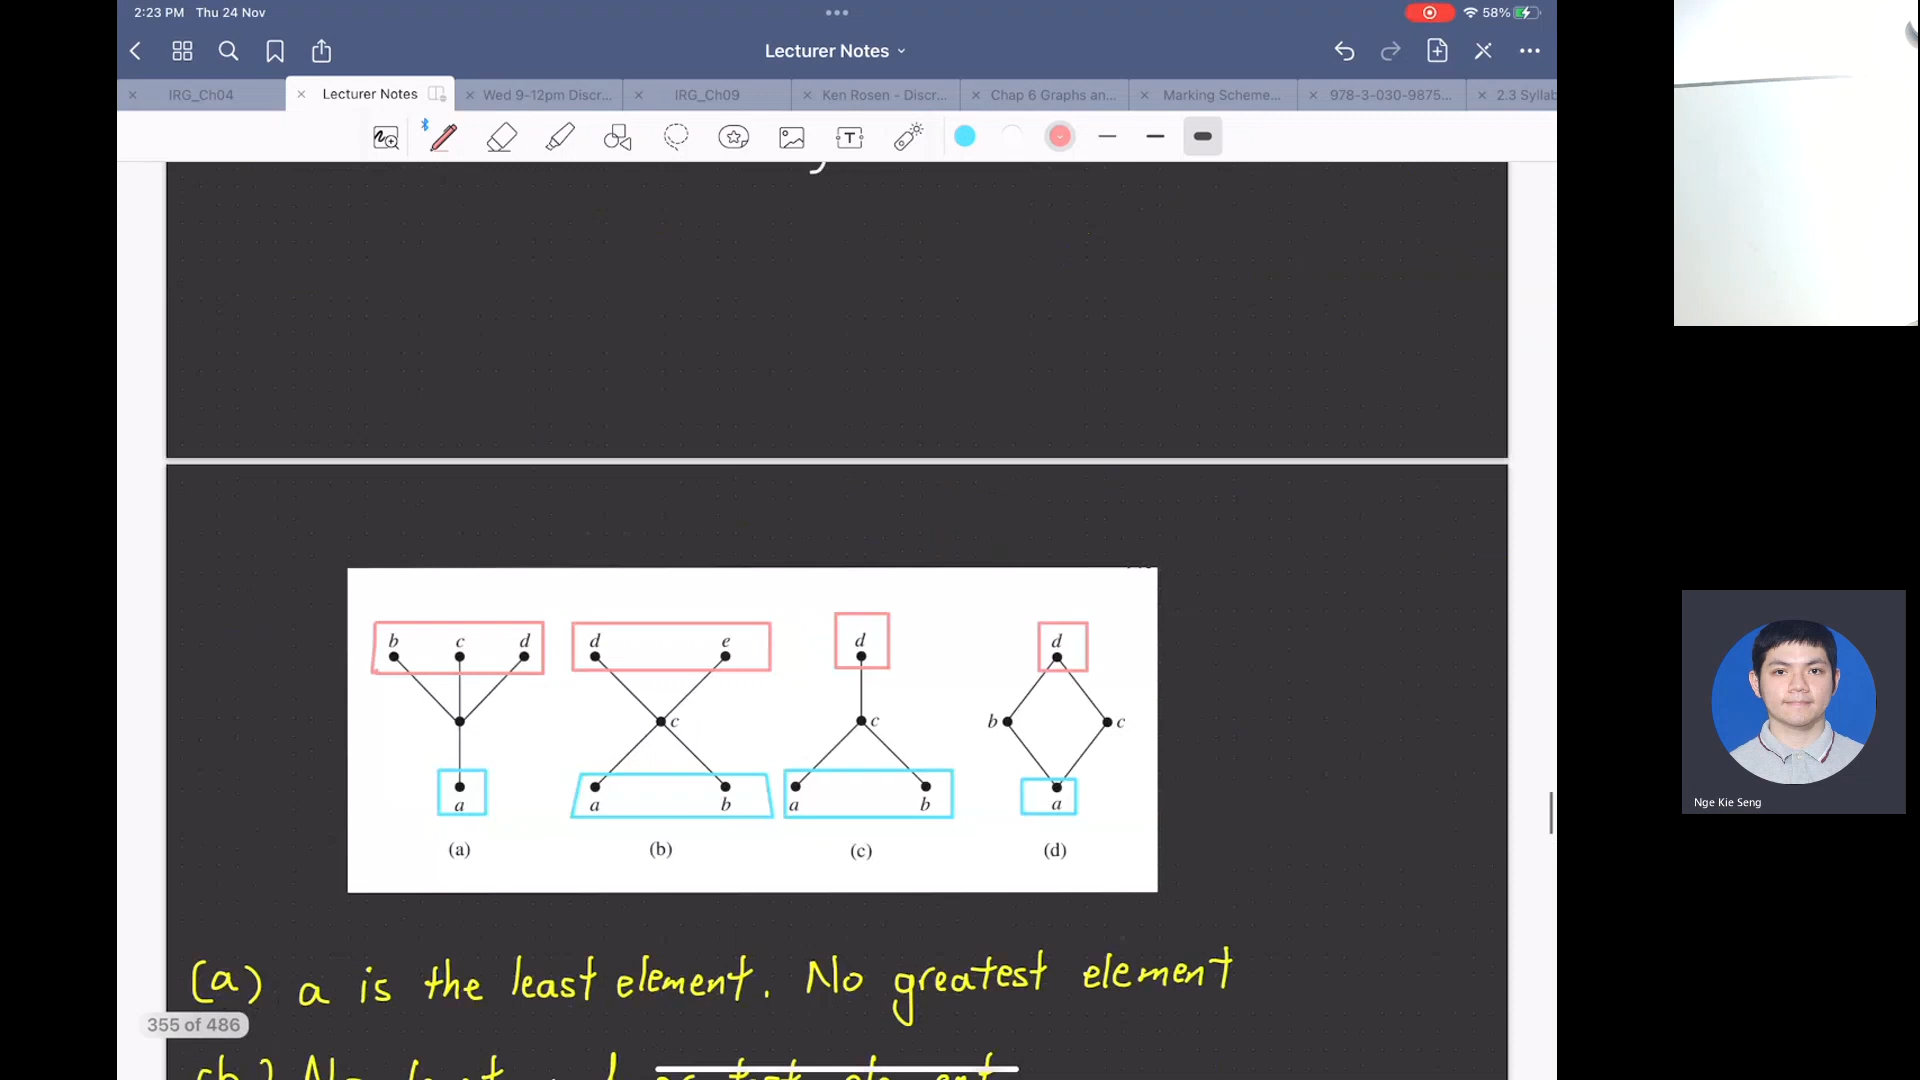 2:23 PM Thu 24 Nov
58%
Lecturer Notes
IRG_Ch04
Lecturer Notes
Wed 9-12pm Discr...
IRG_Ch09
Ken Rosen - Discr...
Chap 6 Graphs an...
Marking Scheme...
978-3-030-9875...
2.3 Syllab
b c d
a
(a)
d e
c
a b
(b)
d
c
a b
(c)
d
b c
a
(d)
(a) a is the least element. No greatest element
355 of 486
(b) No
Nge Kie Seng